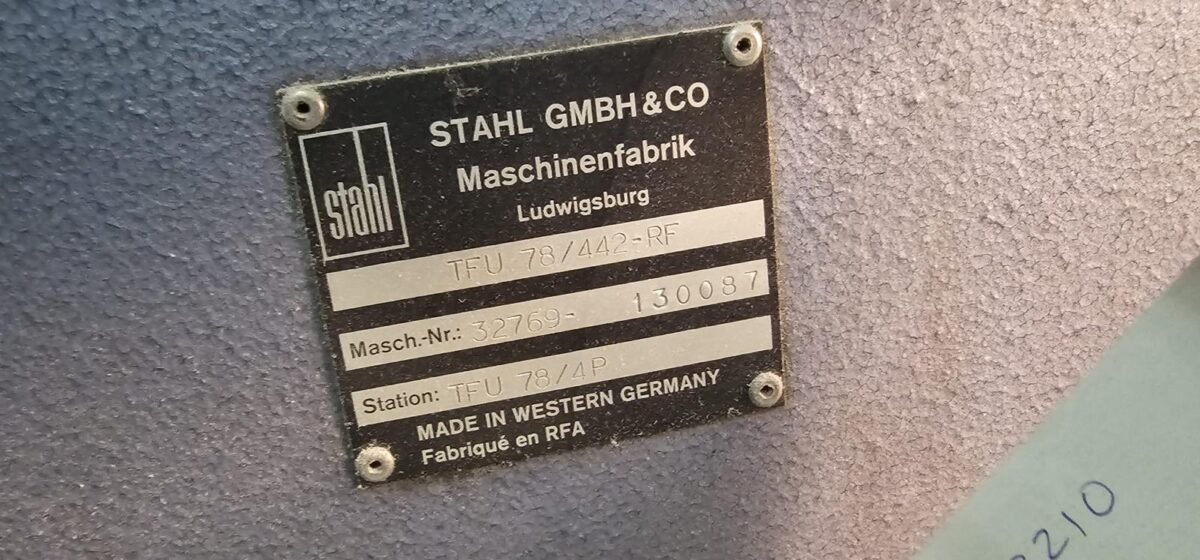 stahl
STAHL GMBH & CO
Maschinenfabrik
Ludwigsburg
TFU 78/442-RF
Masch.-Nr.: 32769- 130087
Station: TFU 78/4P
MADE IN WESTERN GERMANY
Fabriqué en RFA
210